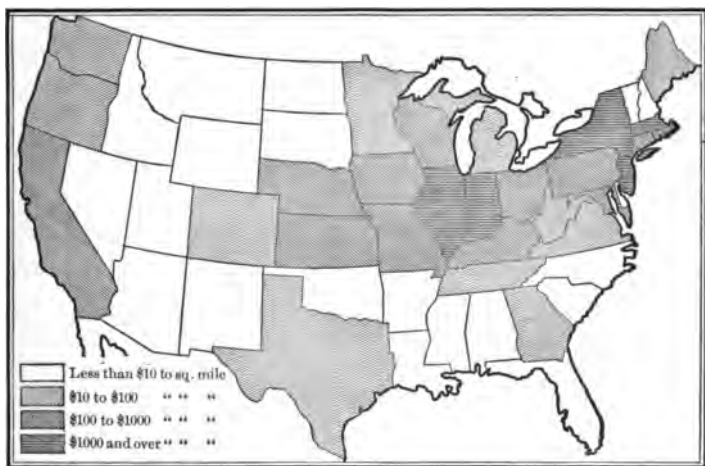 Less than $10 to sq. mile
$10 to $100 “ “ “
$100 to $1000 “ “ “
$1000 and over “ “ “